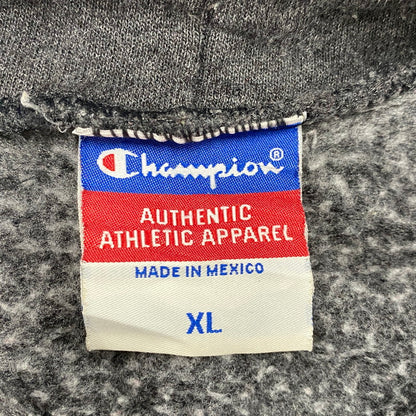 Champion®
AUTHENTIC
ATHLETIC APPAREL
MADE IN MEXICO
XL